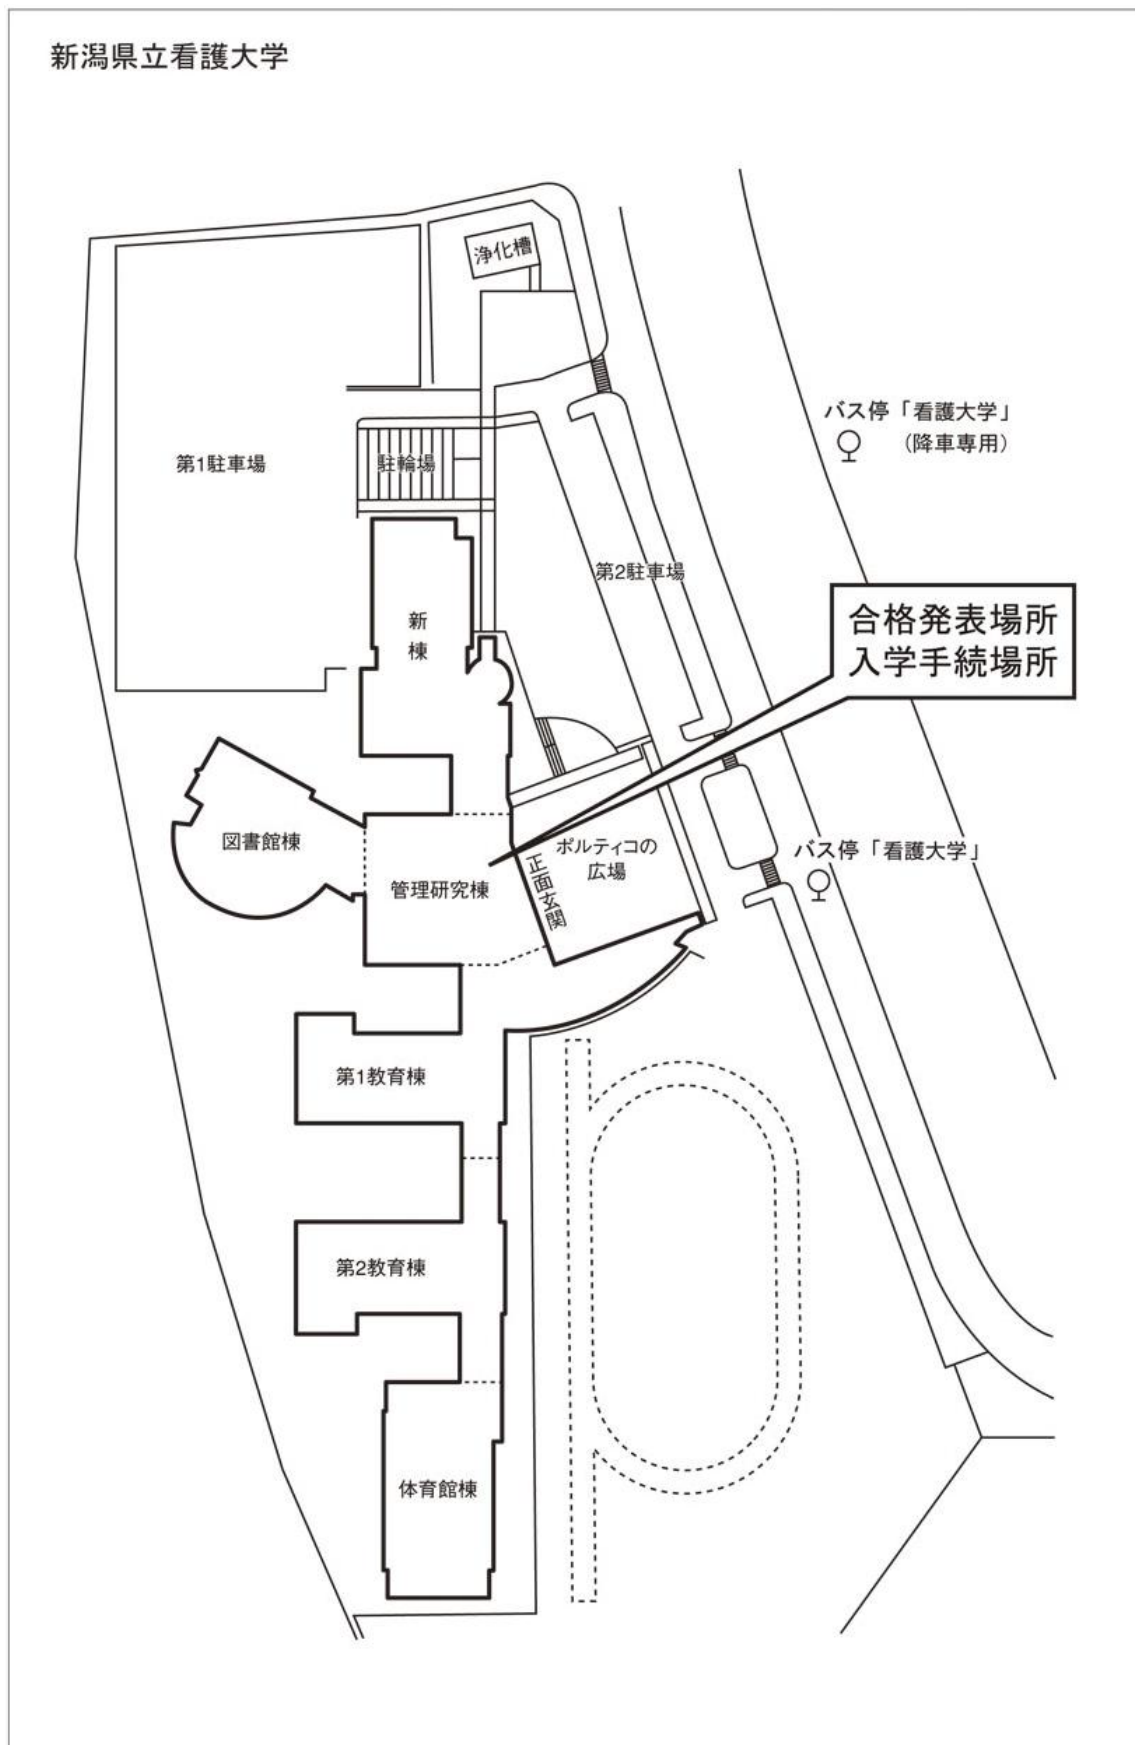 新潟県立看護大学
浄化槽
バス停「看護大学」
（降車専用）
第1駐車場
駐輪場
第2駐車場
合格発表場所
入学手続場所
新
棟
図書館棟
ポルティコの
広場
バス停「看護大学」
正面玄関
管理研究棟
第1教育棟
第2教育棟
体育館棟